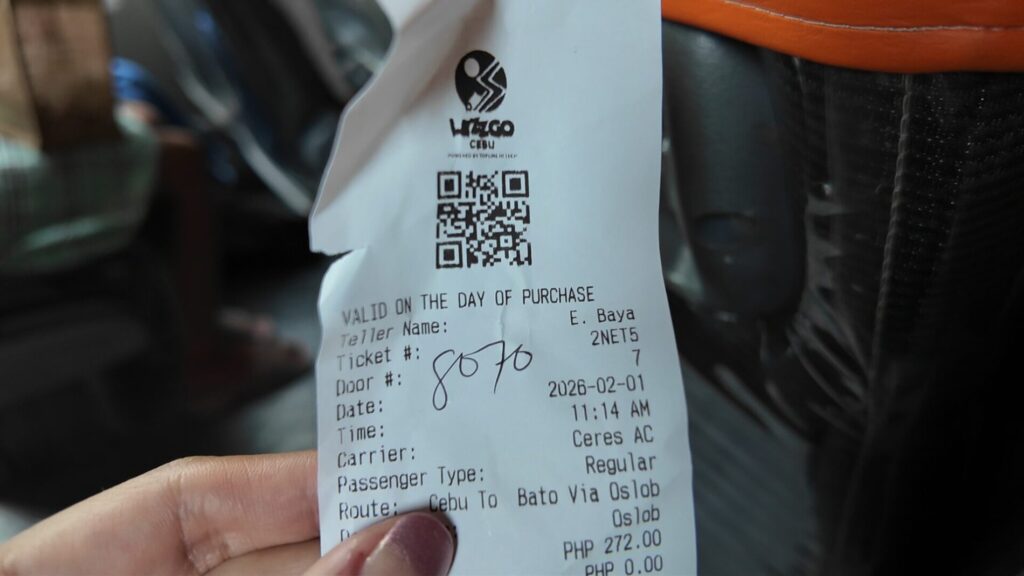 CEBU
VALID ON THE DAY OF PURCHASE
Teller Name: E. Baya
Ticket #: 2NET5
Door #: 7
8070
Date: 2026-02-01
Time: 11:14 AM
Carrier: Ceres AC
Passenger Type: Regular
Route: Cebu To Bato Via Oslob
Oslob
PHP 272.00
PHP 0.00